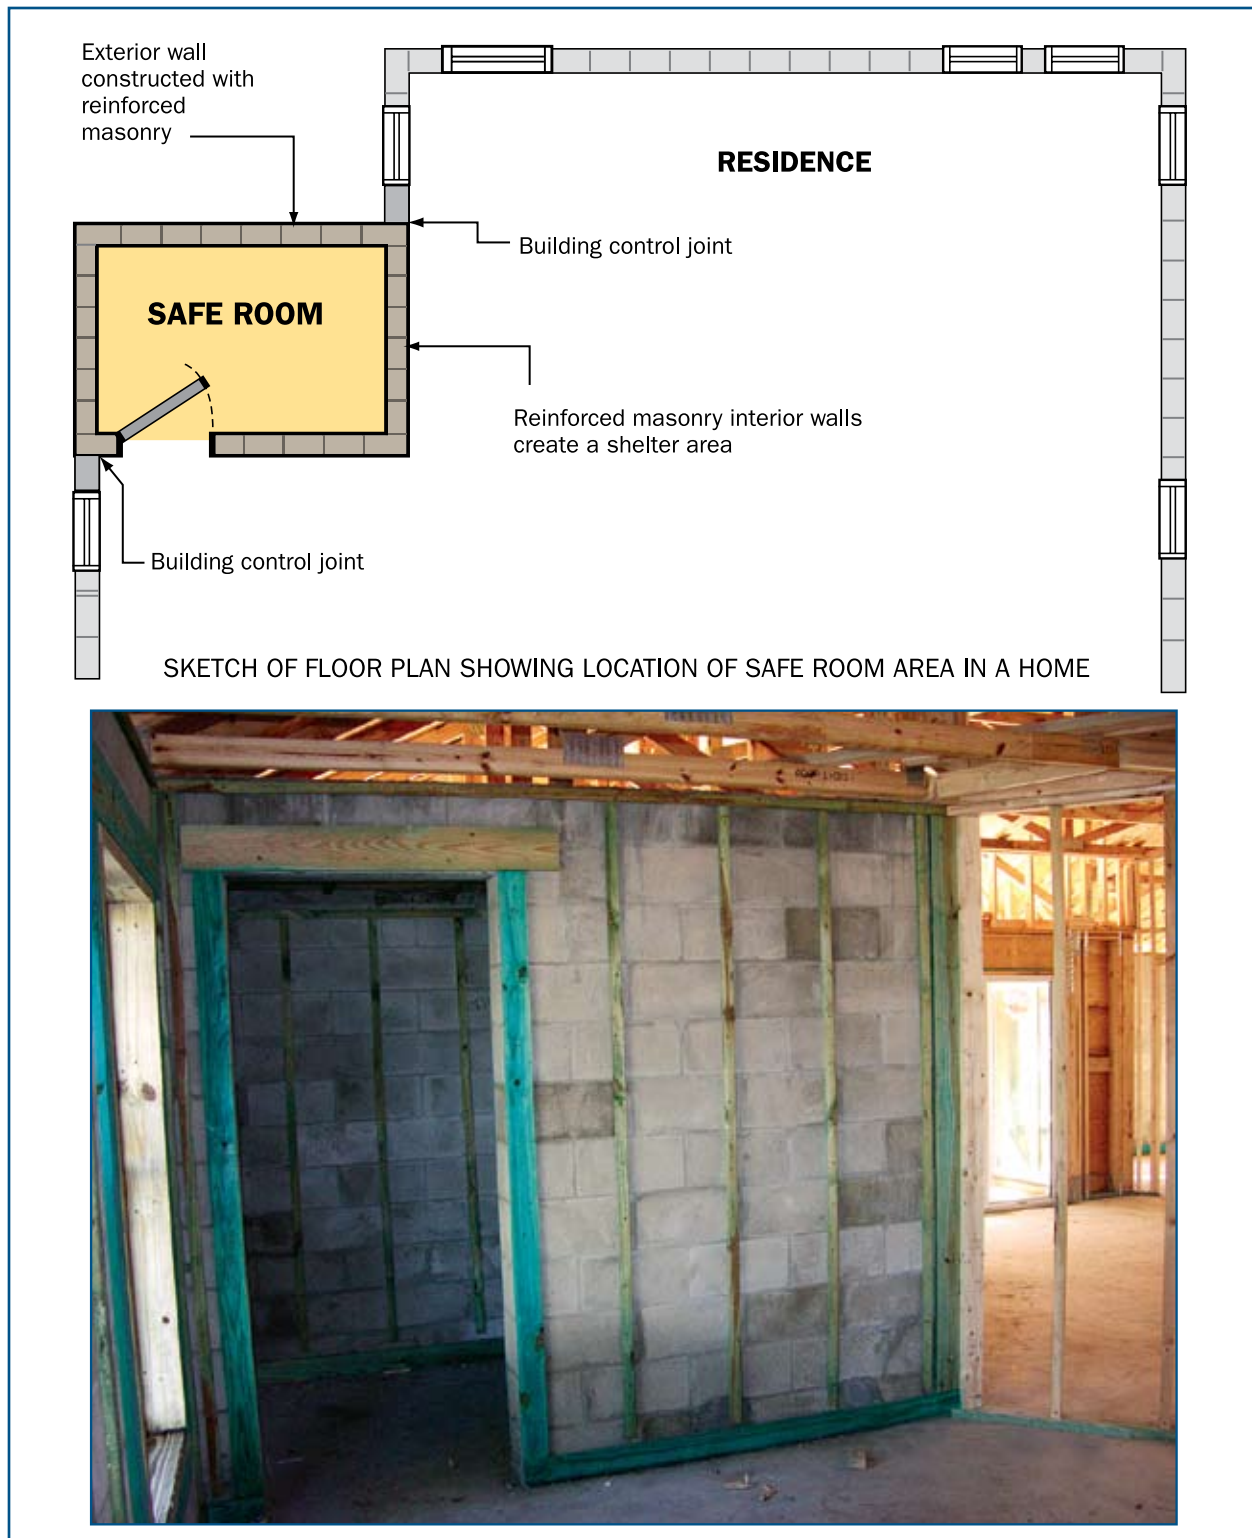 Exterior wall
constructed with
reinforced
masonry
RESIDENCE
Building control joint
SAFE ROOM
Reinforced masonry interior walls
create a shelter area
Building control joint
SKETCH OF FLOOR PLAN SHOWING LOCATION OF SAFE ROOM AREA IN A HOME